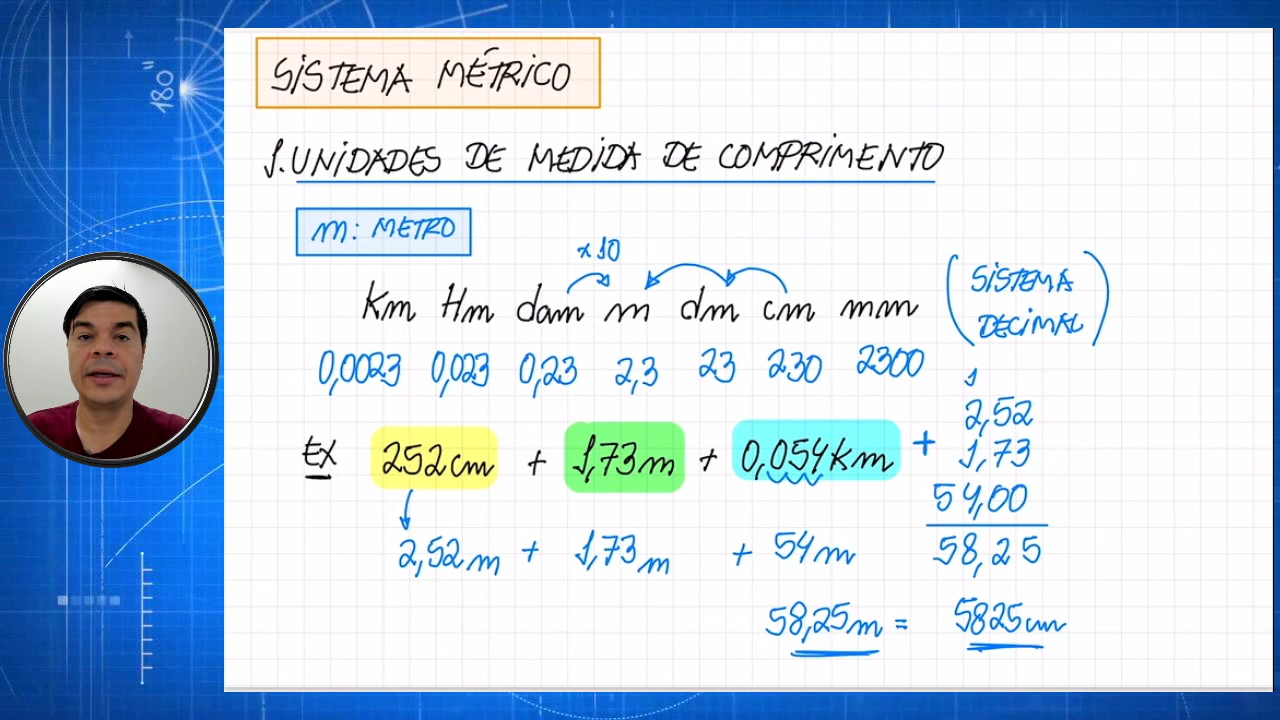 180"
SISTEMA MÉTRICO
1. UNIDADES DE MEDIDA DE COMPRIMENTO
m: METRO
x 10
Km Hm dam m dm cm mm
(SISTEMA
DECIMAL)
0,0023 0,023 0,23 2,3 23 230 2300
1
2,52
+ 1,73
54,00
58,25
EX 252cm + 1,73m + 0,054Km
2,52m + 1,73m + 54m
58,25m = 5825cm